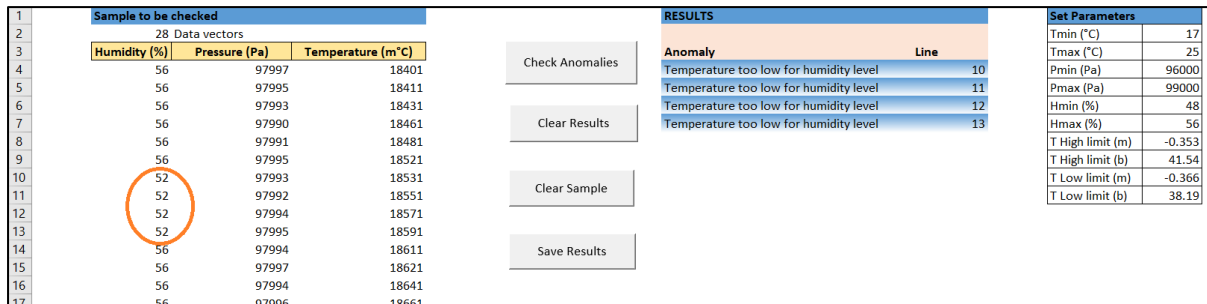 1 Sample to be checked RESULTS Set Parameters
2 28 Data vectors Tmin (°C) 17
3 Humidity (%) Pressure (Pa) Temperature (m°C) Anomaly Line Tmax (°C) 25
4 56 97997 18401 Check Anomalies Temperature too low for humidity level 10 Pmin (Pa) 96000
5 56 97995 18411 Temperature too low for humidity level 11 Pmax (Pa) 99000
6 56 97993 18431 Temperature too low for humidity level 12 Hmin (%) 48
7 56 97990 18461 Clear Results Temperature too low for humidity level 13 Hmax (%) 56
8 56 97991 18481 T High limit (m) -0.353
9 56 97995 18521 T High limit (b) 41.54
10 52 97993 18531 Clear Sample T Low limit (m) -0.366
11 52 97992 18551 T Low limit (b) 38.19
12 52 97994 18571
13 52 97995 18591
14 56 97994 18611 Save Results
15 56 97997 18621
16 56 97994 18641
17 56 97996 18661